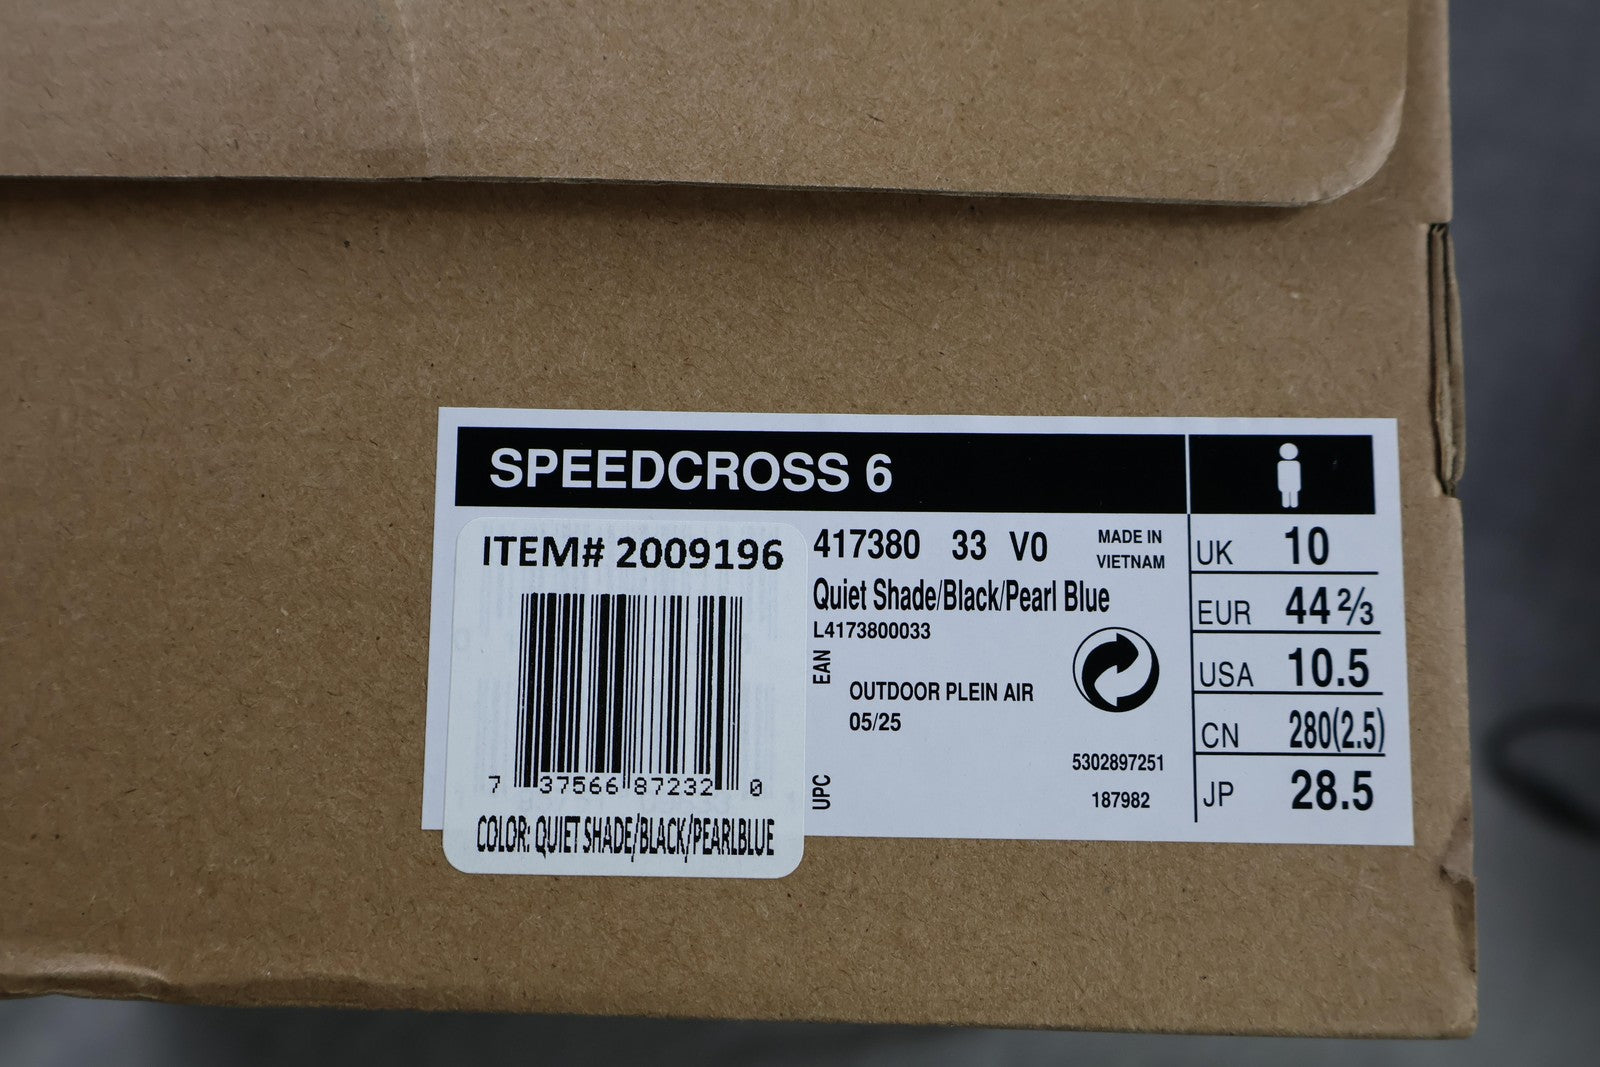 SPEEDCROSS 6
ITEM# 2009196
7 37566 87232 0
COLOR: QUIET SHADE/BLACK/PEARLBLUE
417380 33 V0
MADE IN
VIETNAM
Quiet Shade/Black/Pearl Blue
L4173800033
EAN
OUTDOOR PLEIN AIR
05/25
5302897251
UPC
187982
UK 10
EUR 44 2/3
USA 10.5
CN 280(2.5)
JP 28.5